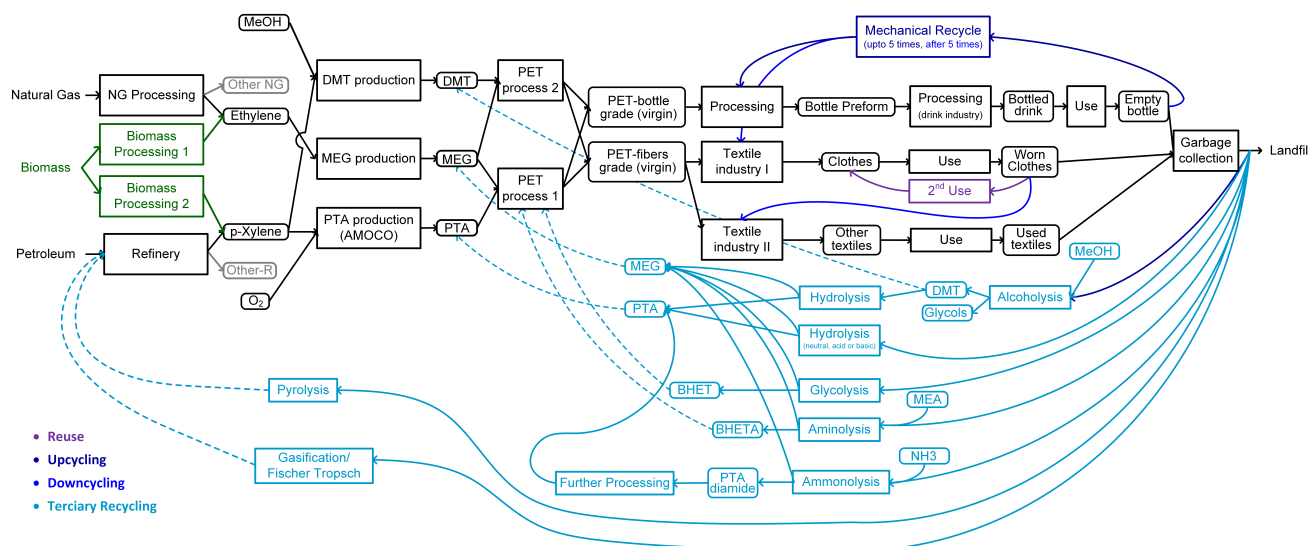 MeOH
Mechanical Recycle
(upto 5 times, after 5 times)
DMT production
DMT
PET
process 2
Other NG
Natural Gas
NG Processing
Ethylene
PET-bottle
grade (virgin)
Processing
Bottle Preform
Processing
(drink industry)
Bottled
drink
Use
Empty
bottle
Biomass
Processing 1
Biomass
MEG production
MEG
PET
process 1
PET-fibers
grade (virgin)
Textile
industry I
Clothes
Use
Worn
Clothes
Garbage
collection
Landfil
Biomass
Processing 2
2nd Use
p-Xylene
PTA production
(AMOCO)
PTA
Textile
industry II
Other
textiles
Use
Used
textiles
Petroleum
Refinery
Other-R
O2
MEG
MeOH
Hydrolysis
DMT
Alcoholysis
PTA
Glycols
Hydrolysis
(neutral, acid or basic)
Pyrolysis
BHET
Glycolysis
MEA
BHETA
Aminolysis
Reuse
Upcycling
Downcycling
Terciary Recycling
Gasification/
Fischer Tropsch
NH3
Further Processing
PTA
diamide
Ammonolysis